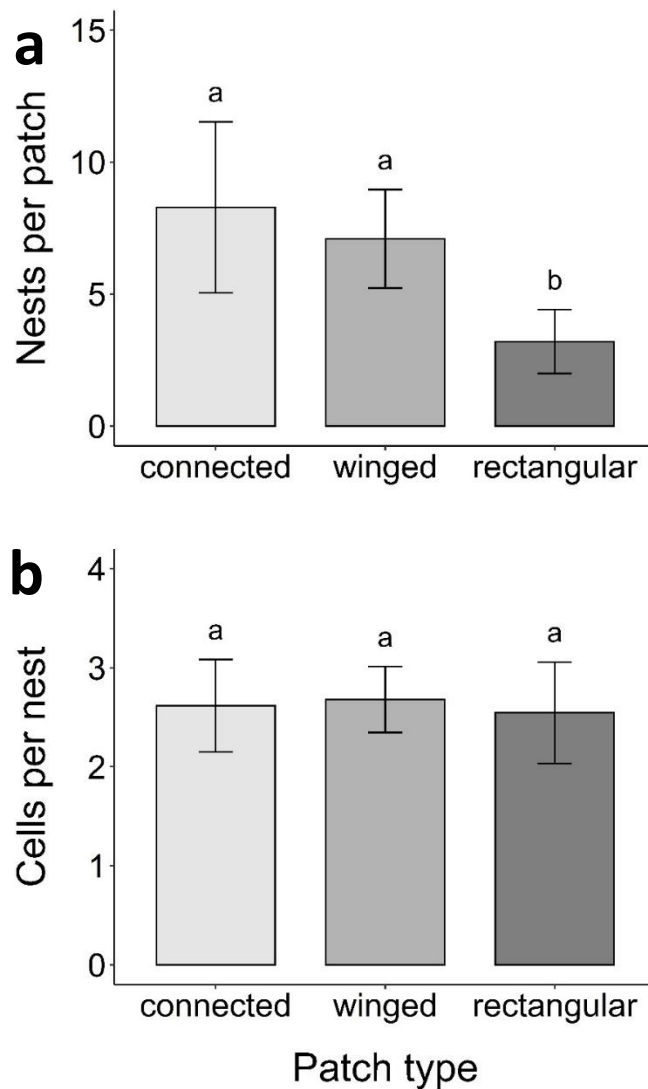 a
Nests per patch
15
10
5
0
a
a
b
connected winged rectangular
b
Cells per nest
4
3
2
1
0
a
a
a
connected winged rectangular
Patch type